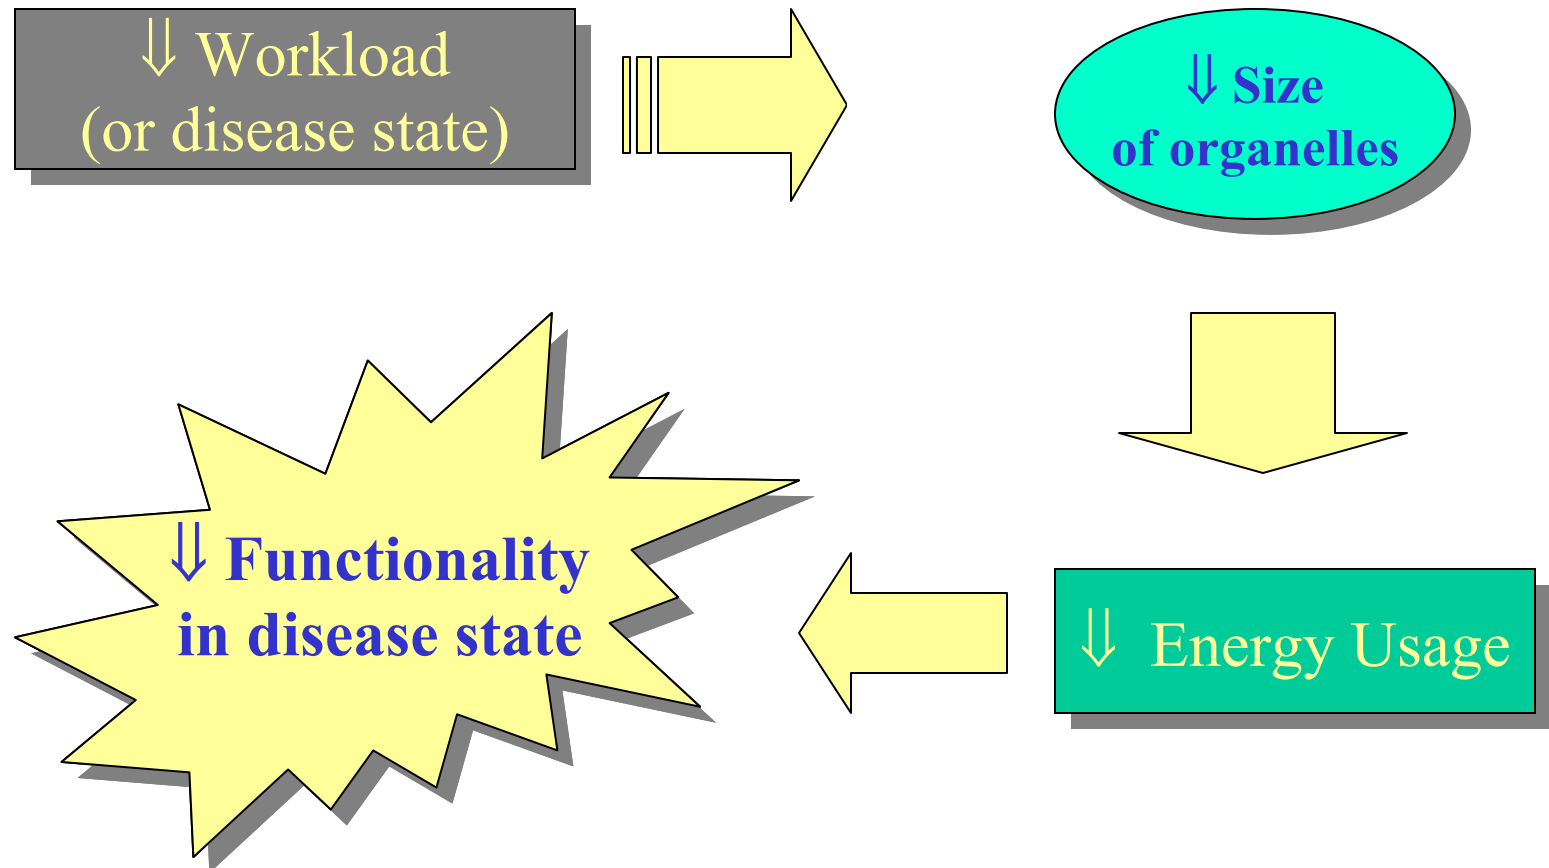 ⇓ Workload
(or disease state)
⇓ Size
of organelles
⇓ Energy Usage
⇓ Functionality
in disease state